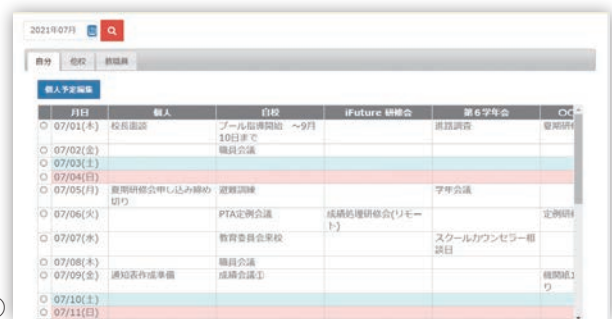 2021年07月
自分 他校 教職員
個人予定編集
月日 個人 自校 iFuture 研修会 第6学年会
07/01(木) 校長面談 プール指導開始 ～9月10日まで 進路調査
07/02(金) 職員会議
07/03(土)
07/04(日)
07/05(月) 夏期研修会申し込み締め切り 避難訓練 学年会議
07/06(火) PTA定例会議 成績処理研修会(リモート) 定例研
07/07(水) 教育委員会来校 スクールカウンセラー相談日
07/08(木) 職員会議
07/09(金) 通知表作成準備 成績会議① 機関紙
07/10(土)
07/11(日)